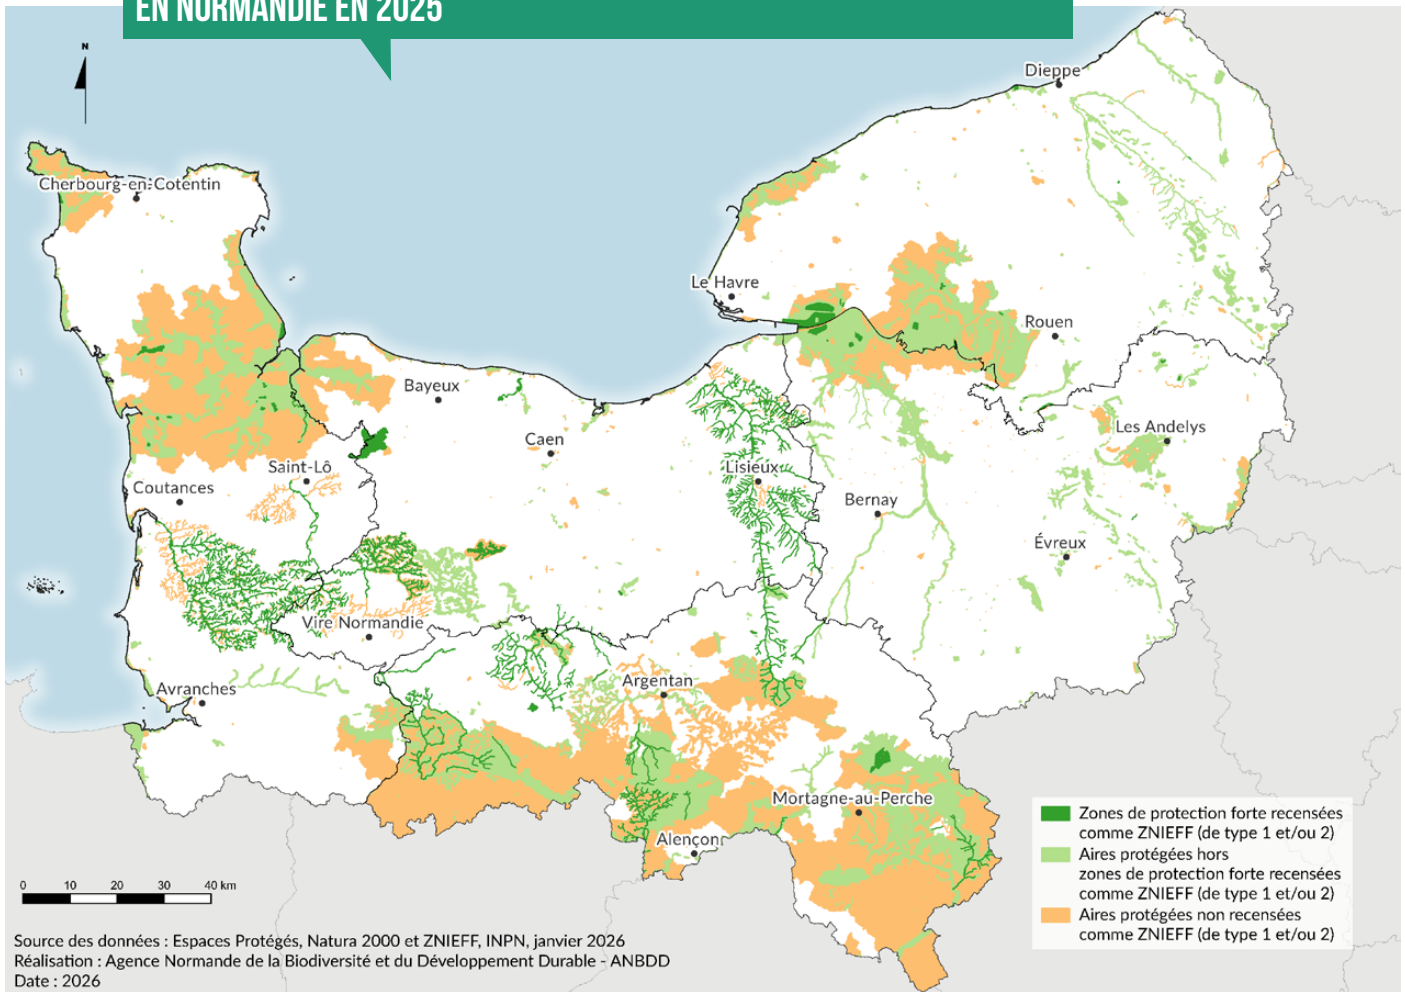 EN NORMANDIE EN 2025
N
Dieppe
Cherbourg-en-Cotentin
Le Havre
Rouen
Bayeux
Les Andelys
Caen
Saint-Lô
Lisieux
Coutances
Bernay
Évreux
Vire Normandie
Argentan
Avranches
Mortagne-au-Perche
Alençon
Zones de protection forte recensées
comme ZNIEFF (de type 1 et/ou 2)
Aires protégées hors
zones de protection forte recensées
comme ZNIEFF (de type 1 et/ou 2)
Aires protégées non recensées
comme ZNIEFF (de type 1 et/ou 2)
0 10 20 30 40 km
Source des données : Espaces Protégés, Natura 2000 et ZNIEFF, INPN, janvier 2026
Réalisation : Agence Normande de la Biodiversité et du Développement Durable - ANBDD
Date : 2026